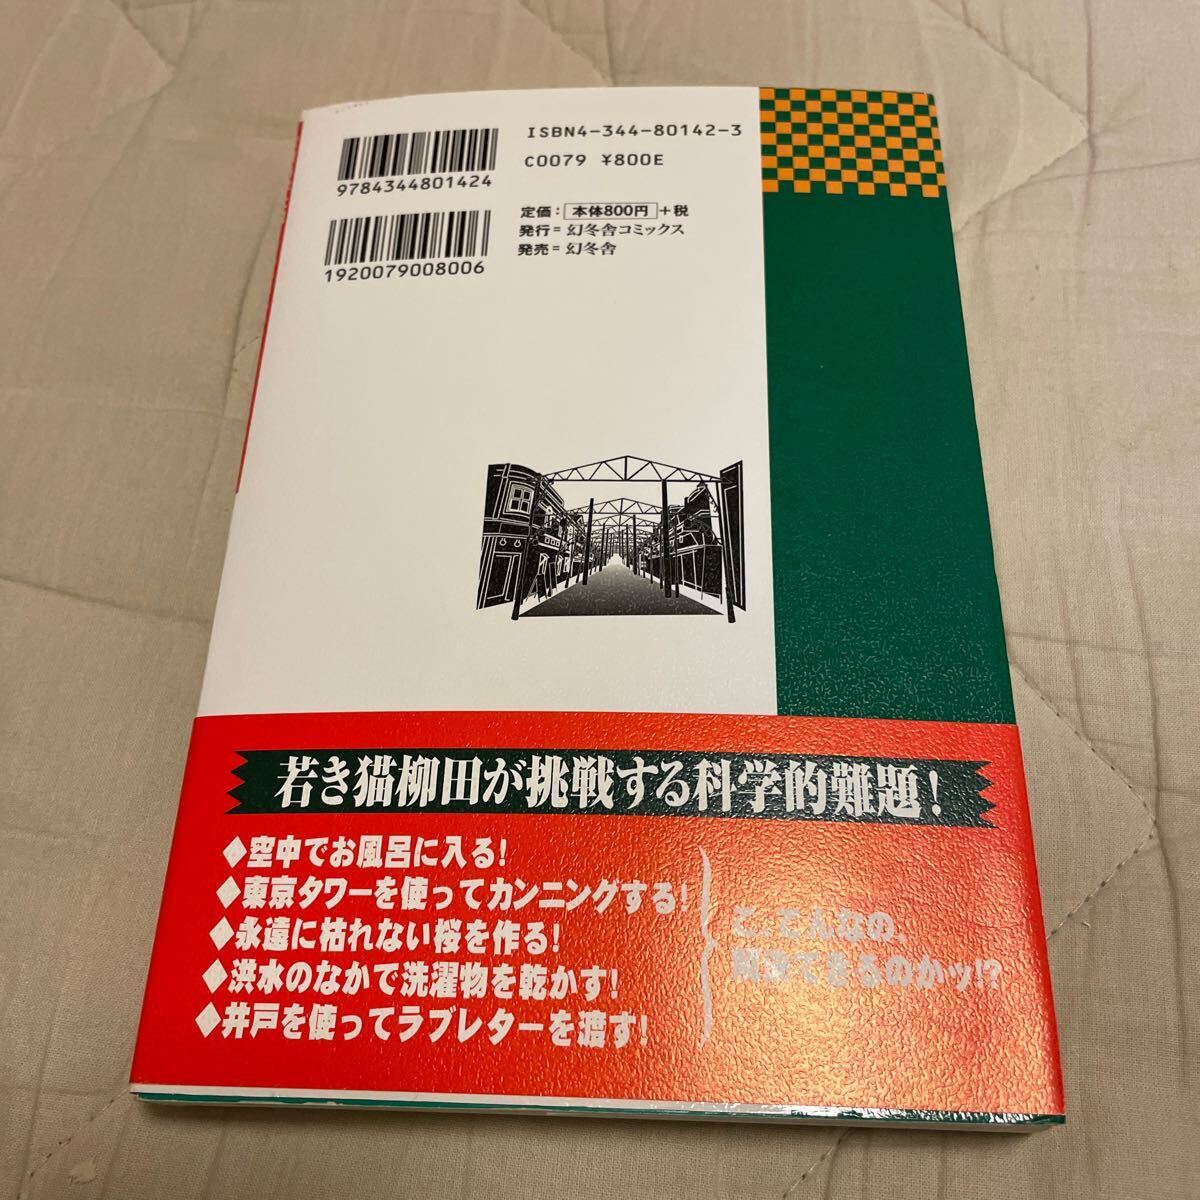 ISBN4-344-80142-3
C0079 ¥800E
9784344801424
定価： 本体800円 ＋税
発行＝ 幻冬舎コミックス
発売＝ 幻冬舎
1920079008006
若き猫柳田が挑戦する科学的難題！
◆空中でお風呂に入る！
◆東京タワーを使ってカンニングする！
◆永遠に枯れない桜を作る！
◆洪水のなかで洗濯物を乾かす！
◆井戸を使ってラブレターを渡す！
こ、こんなの、
できるのかッ!?